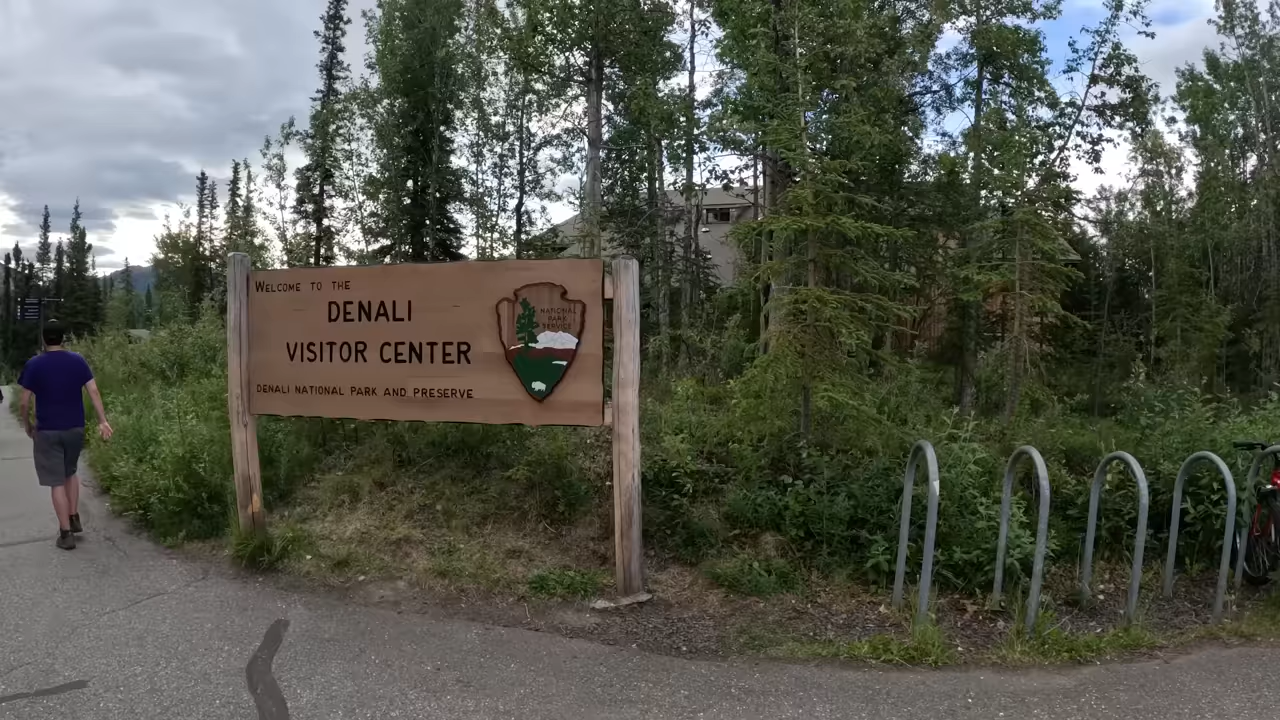 WELCOME TO THE
DENALI
VISITOR CENTER
DENALI NATIONAL PARK AND PRESERVE
NATIONAL
PARK
SERVICE